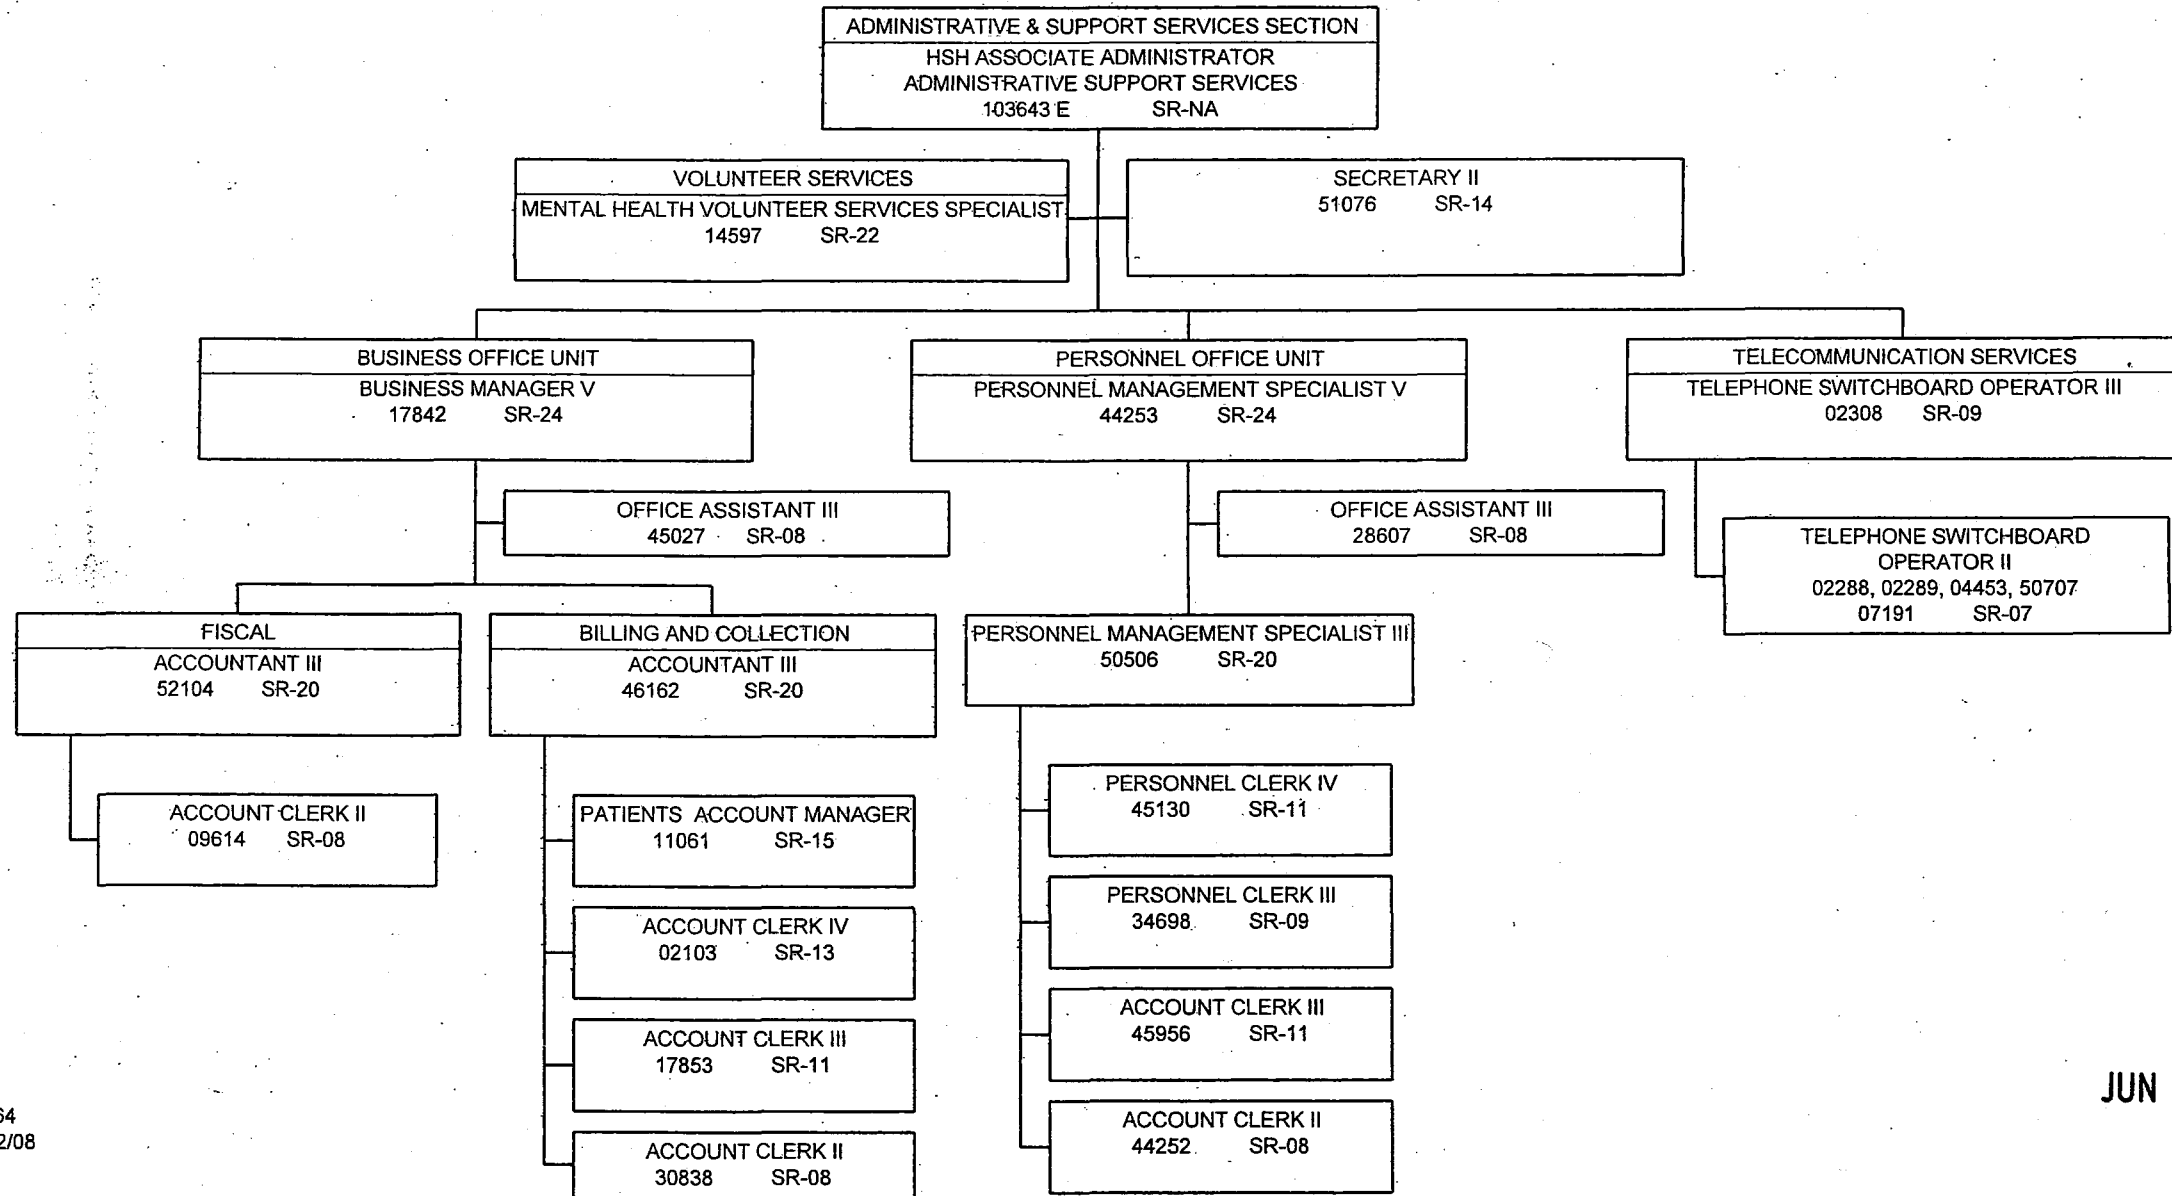 ADMINISTRATIVE & SUPPORT SERVICES SECTION
HSH ASSOCIATE ADMINISTRATOR
ADMINISTRATIVE SUPPORT SERVICES
103643 E SR-NA
VOLUNTEER SERVICES
MENTAL HEALTH VOLUNTEER SERVICES SPECIALIST
14597 SR-22
SECRETARY II
51076 SR-14
BUSINESS OFFICE UNIT
BUSINESS MANAGER V
17842 SR-24
PERSONNEL OFFICE UNIT
PERSONNEL MANAGEMENT SPECIALIST V
44253 SR-24
TELECOMMUNICATION SERVICES
TELEPHONE SWITCHBOARD OPERATOR III
02308 SR-09
OFFICE ASSISTANT III
45027 SR-08
OFFICE ASSISTANT III
28607 SR-08
TELEPHONE SWITCHBOARD
OPERATOR II
02288, 02289, 04453, 50707
07191 SR-07
FISCAL
ACCOUNTANT III
52104 SR-20
BILLING AND COLLECTION
ACCOUNTANT III
46162 SR-20
PERSONNEL MANAGEMENT SPECIALIST III
50506 SR-20
ACCOUNT CLERK II
09614 SR-08
PATIENTS ACCOUNT MANAGER
11061 SR-15
ACCOUNT CLERK IV
02103 SR-13
ACCOUNT CLERK III
17853 SR-11
ACCOUNT CLERK II
30838 SR-08
PERSONNEL CLERK IV
45130 SR-11
PERSONNEL CLERK III
34698 SR-09
ACCOUNT CLERK III
45956 SR-11
ACCOUNT CLERK II
44252 SR-08
JUN
64
2/08